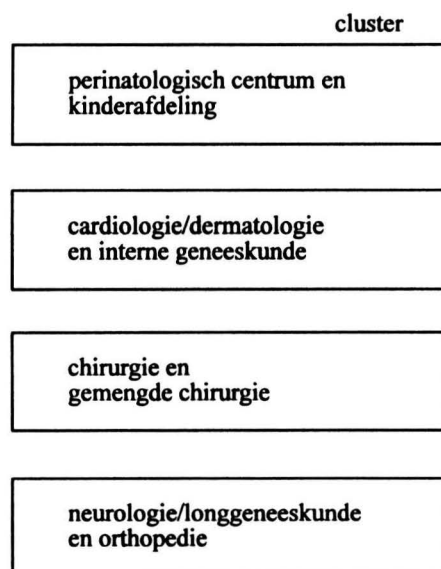 cluster
perinatologisch centrum en
kinderafdeling
cardiologie/dermatologie
en interne geneeskunde
chirurgie en
gemengde chirurgie
neurologie/longgeneeskunde
en orthopedie